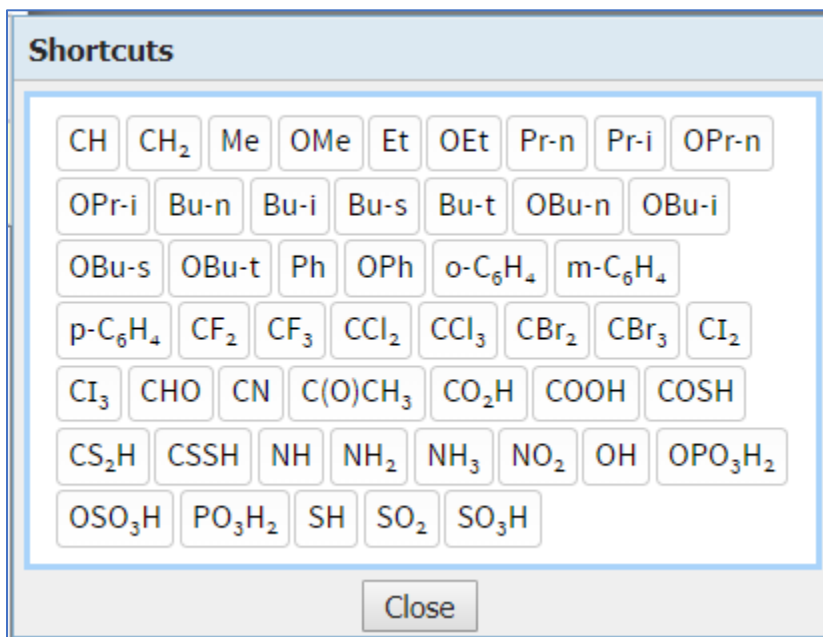 Shortcuts
CH CH₂ Me OMe Et OEt Pr-n Pr-i OPr-n
OPr-i Bu-n Bu-i Bu-s Bu-t OBu-n OBu-i
OBu-s OBu-t Ph OPh o-C₆H₄ m-C₆H₄
p-C₆H₄ CF₂ CF₃ CCl₂ CCl₃ CBr₂ CBr₃ CI₂
CI₃ CHO CN C(O)CH₃ CO₂H COOH COSH
CS₂H CSSH NH NH₂ NH₃ NO₂ OH OPO₃H₂
OSO₃H PO₃H₂ SH SO₂ SO₃H
Close